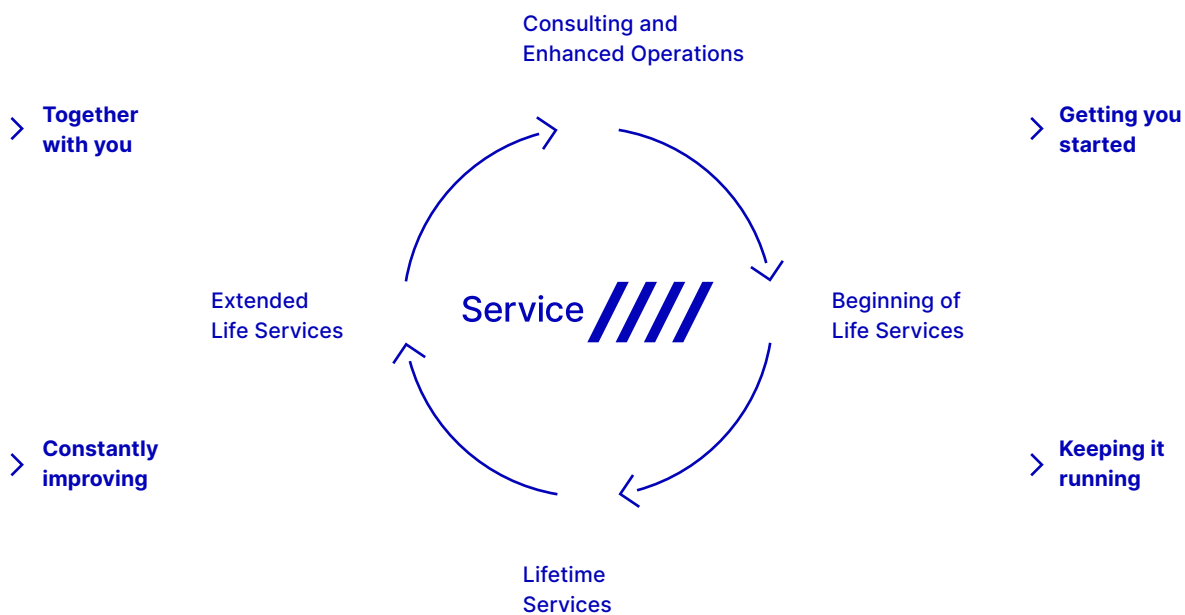 Consulting and
Enhanced Operations
Together
with you
Getting you
started
Extended
Life Services
Service
Beginning of
Life Services
Constantly
improving
Keeping it
running
Lifetime
Services